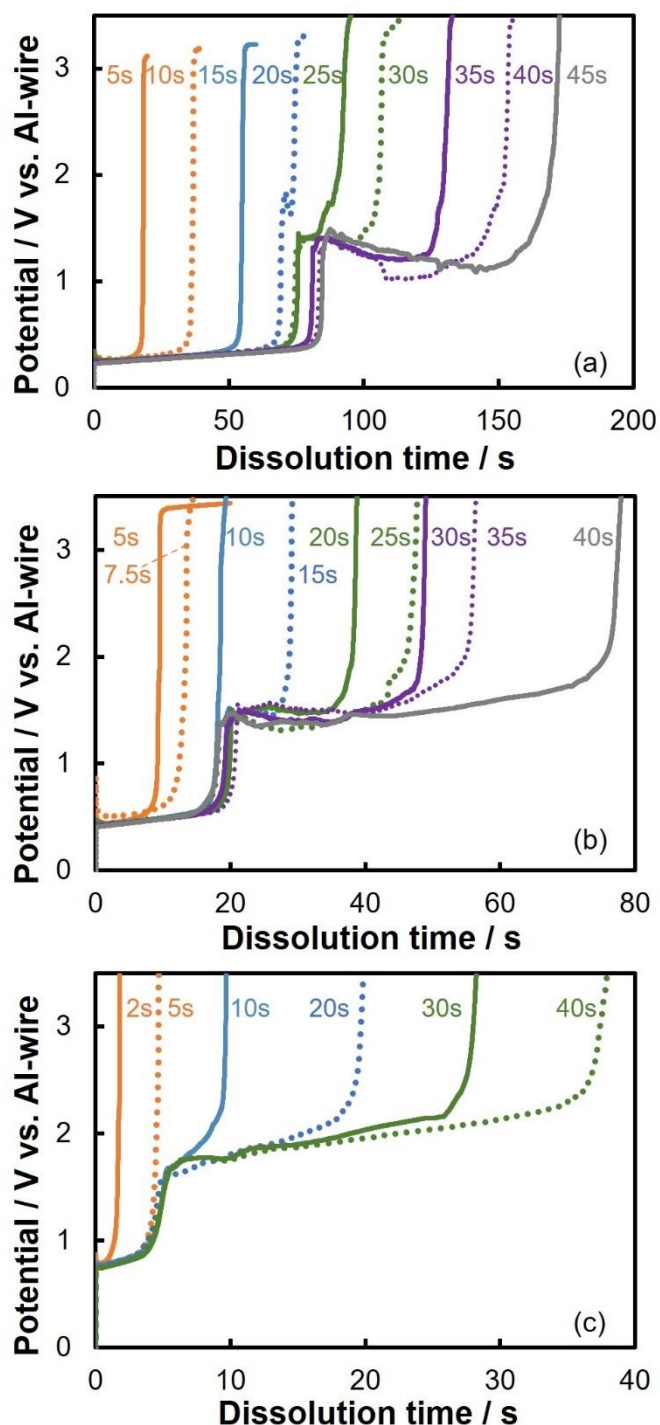 Potential / V vs. Al-wire
3
2
1
0
5s 10s 15s 20s 25s 30s 35s 40s 45s
(a)
0 50 100 150 200
Dissolution time / s
Potential / V vs. Al-wire
3
2
1
0
5s 10s 20s 25s 30s 35s 40s
7.5s 15s
(b)
0 20 40 60 80
Dissolution time / s
Potential / V vs. Al-wire
3
2
1
0
2s 5s 10s 20s 30s 40s
(c)
0 10 20 30 40
Dissolution time / s